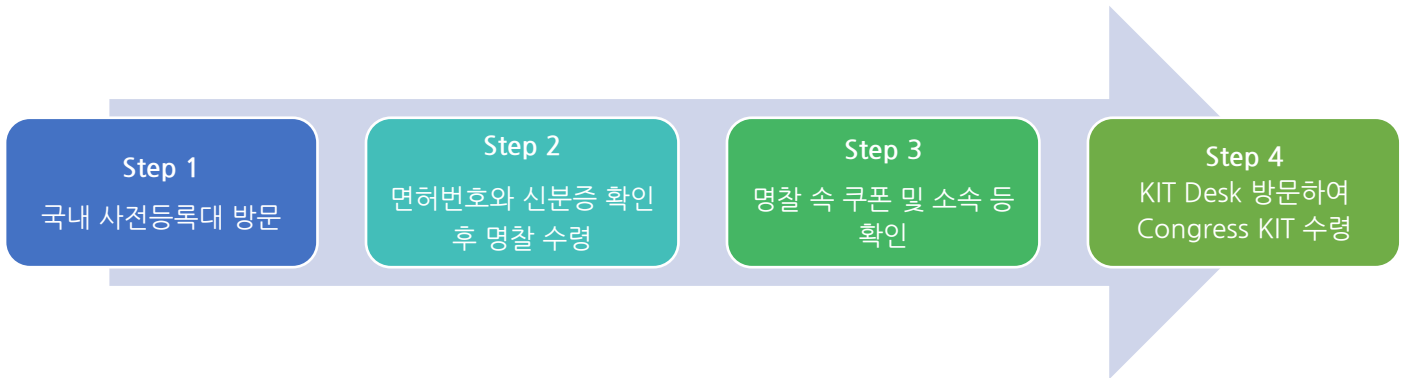 Step 1
국내 사전등록대 방문
Step 2
면허번호와 신분증 확인
후 명찰 수령
Step 3
명찰 속 쿠폰 및 소속 등
확인
Step 4
KIT Desk 방문하여
Congress KIT 수령